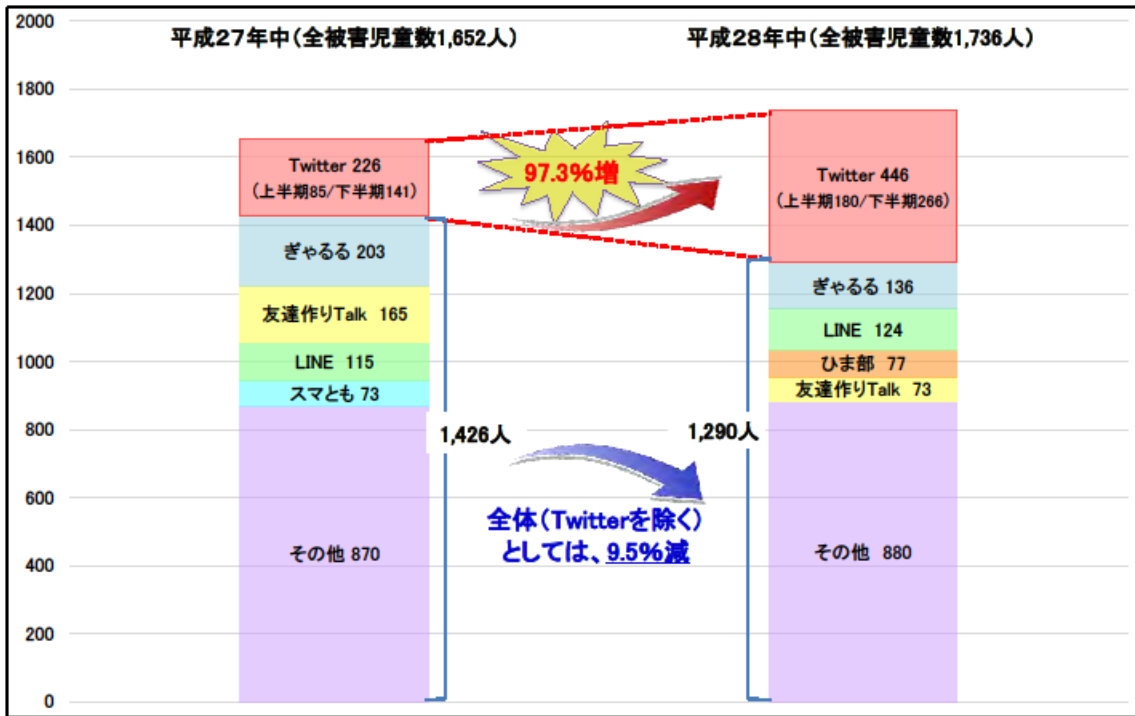 2000
1800
1600
1400
1200
1000
800
600
400
200
0
平成27年中(全被害児童数1,652人)
Twitter 226
(上半期85/下半期141)
ぎゃるる 203
友達作りTalk 165
LINE 115
スマとも 73
その他 870
1,426人
97.3%増
全体(Twitterを除く)
としては、9.5%減
平成28年中(全被害児童数1,736人)
Twitter 446
(上半期180/下半期266)
ぎゃるる 136
LINE 124
ひま部 77
友達作りTalk 73
その他 880
1,290人